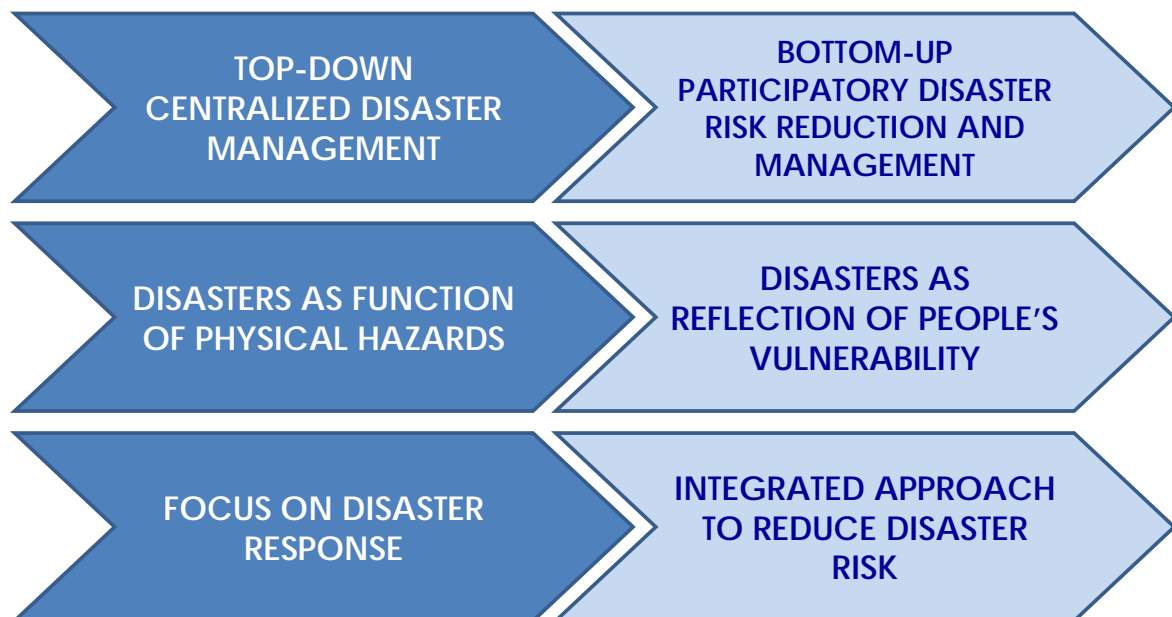 TOP-DOWN
CENTRALIZED DISASTER
MANAGEMENT
BOTTOM-UP
PARTICIPATORY DISASTER
RISK REDUCTION AND
MANAGEMENT
DISASTERS AS FUNCTION
OF PHYSICAL HAZARDS
DISASTERS AS
REFLECTION OF PEOPLE’S
VULNERABILITY
FOCUS ON DISASTER
RESPONSE
INTEGRATED APPROACH
TO REDUCE DISASTER
RISK